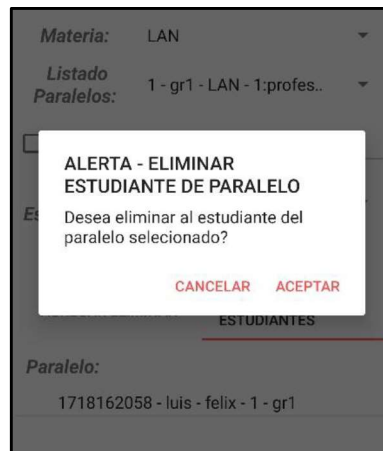 Materia: LAN
Listado
Paralelos: 1 - gr1 - LAN - 1:profes..
ALERTA - ELIMINAR
ESTUDIANTE DE PARALELO
Desea eliminar al estudiante del
paralelo selecionado?
CANCELAR ACEPTAR
ESTUDIANTES
Paralelo:
1718162058 - luis - felix - 1 - gr1